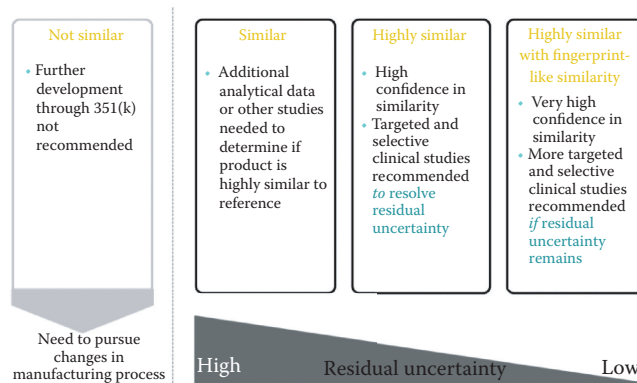 Not similar
Further
development
through 351(k)
not
recommended
Need to pursue
changes in
manufacturing process
Similar
Additional
analytical data
or other studies
needed to
determine if
product is
highly similar to
reference
Highly similar
High
confidence in
similarity
Targeted and
selective
clinical studies
recommended
to resolve
residual
uncertainty
Highly similar
with fingerprint-
like similarity
Very high
confidence in
similarity
More targeted
and selective
clinical studies
recommended
if residual
uncertainty
remains
High
Residual uncertainty
Low